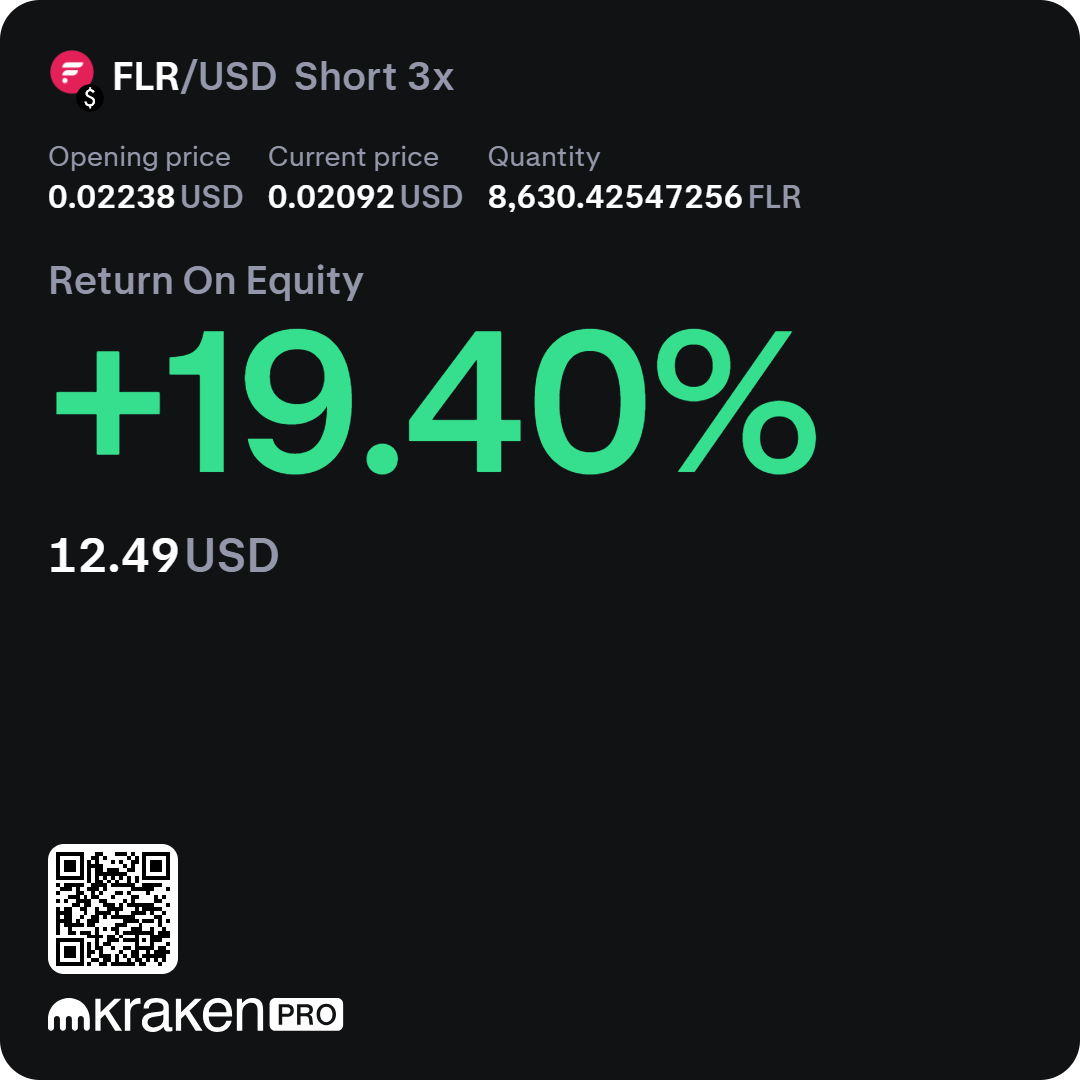 FLR/USD Short 3x
$
Opening price Current price Quantity
0.02238 USD 0.02092 USD 8,630.42547256 FLR
Return On Equity
+19.40%
12.49 USD
kraken PRO